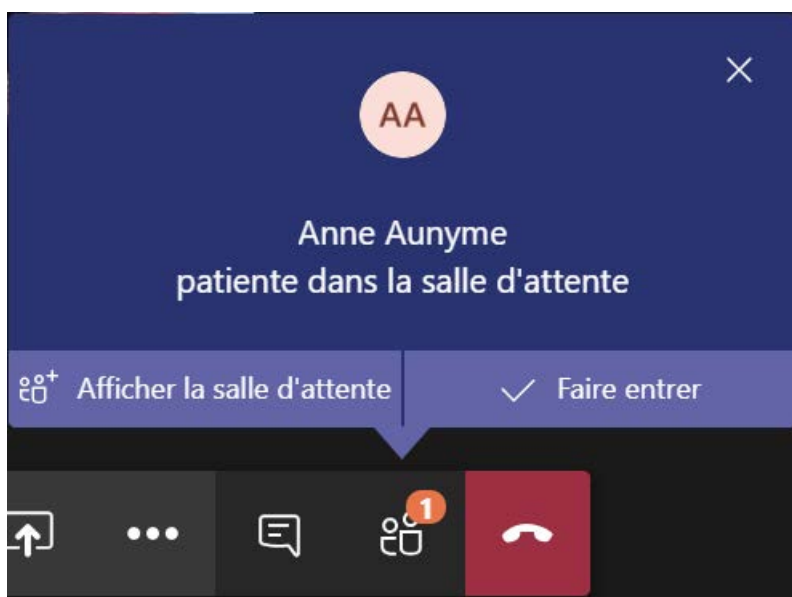 AA
Anne Aunyme
patiente dans la salle d'attente
Afficher la salle d'attente
Faire entrer
1